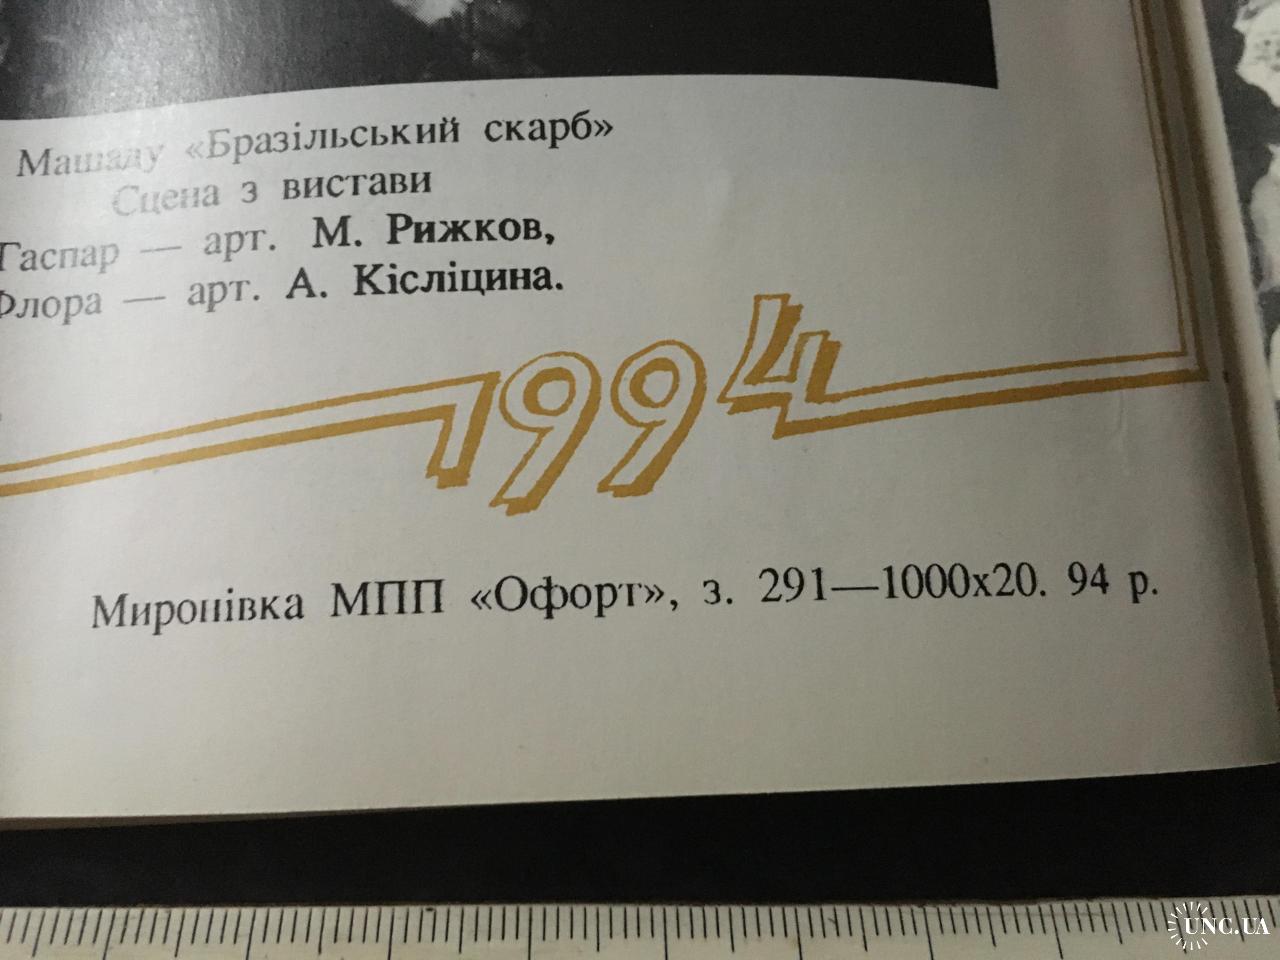 Машаду «Бразільський скарб»
Сцена з вистави
Гаспар — арт. М. Рижков,
Флора — арт. А. Кісліцина.
1994
Миронівка МПП «Офорт», з. 291—1000х20. 94 р.
UNC.UA